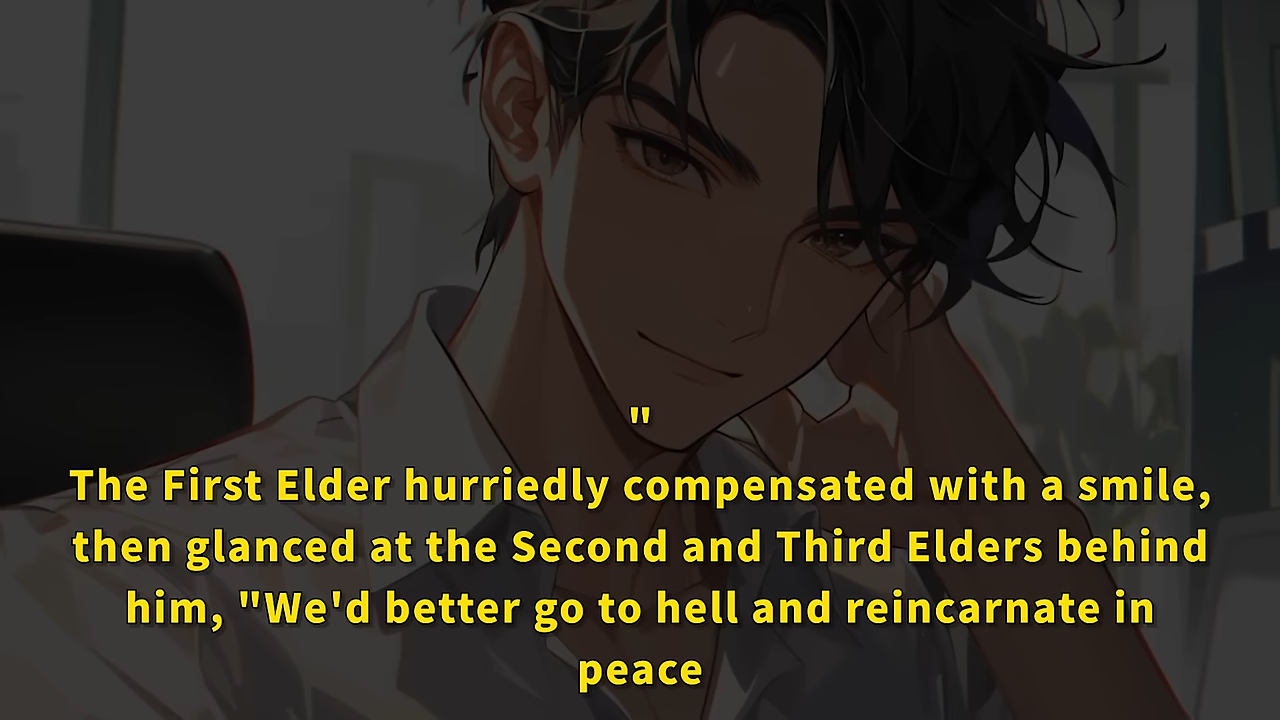 "
The First Elder hurriedly compensated with a smile,
then glanced at the Second and Third Elders behind
him, "We'd better go to hell and reincarnate in
peace